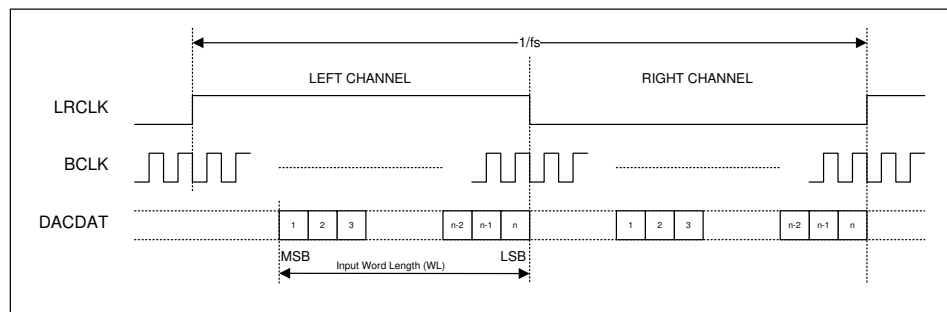 1/fs
LEFT CHANNEL RIGHT CHANNEL
LRCLK
BCLK
DACDAT
1 2 3 n-2 n-1 n 1 2 3 n-2 n-1 n
MSB LSB
Input Word Length (WL)